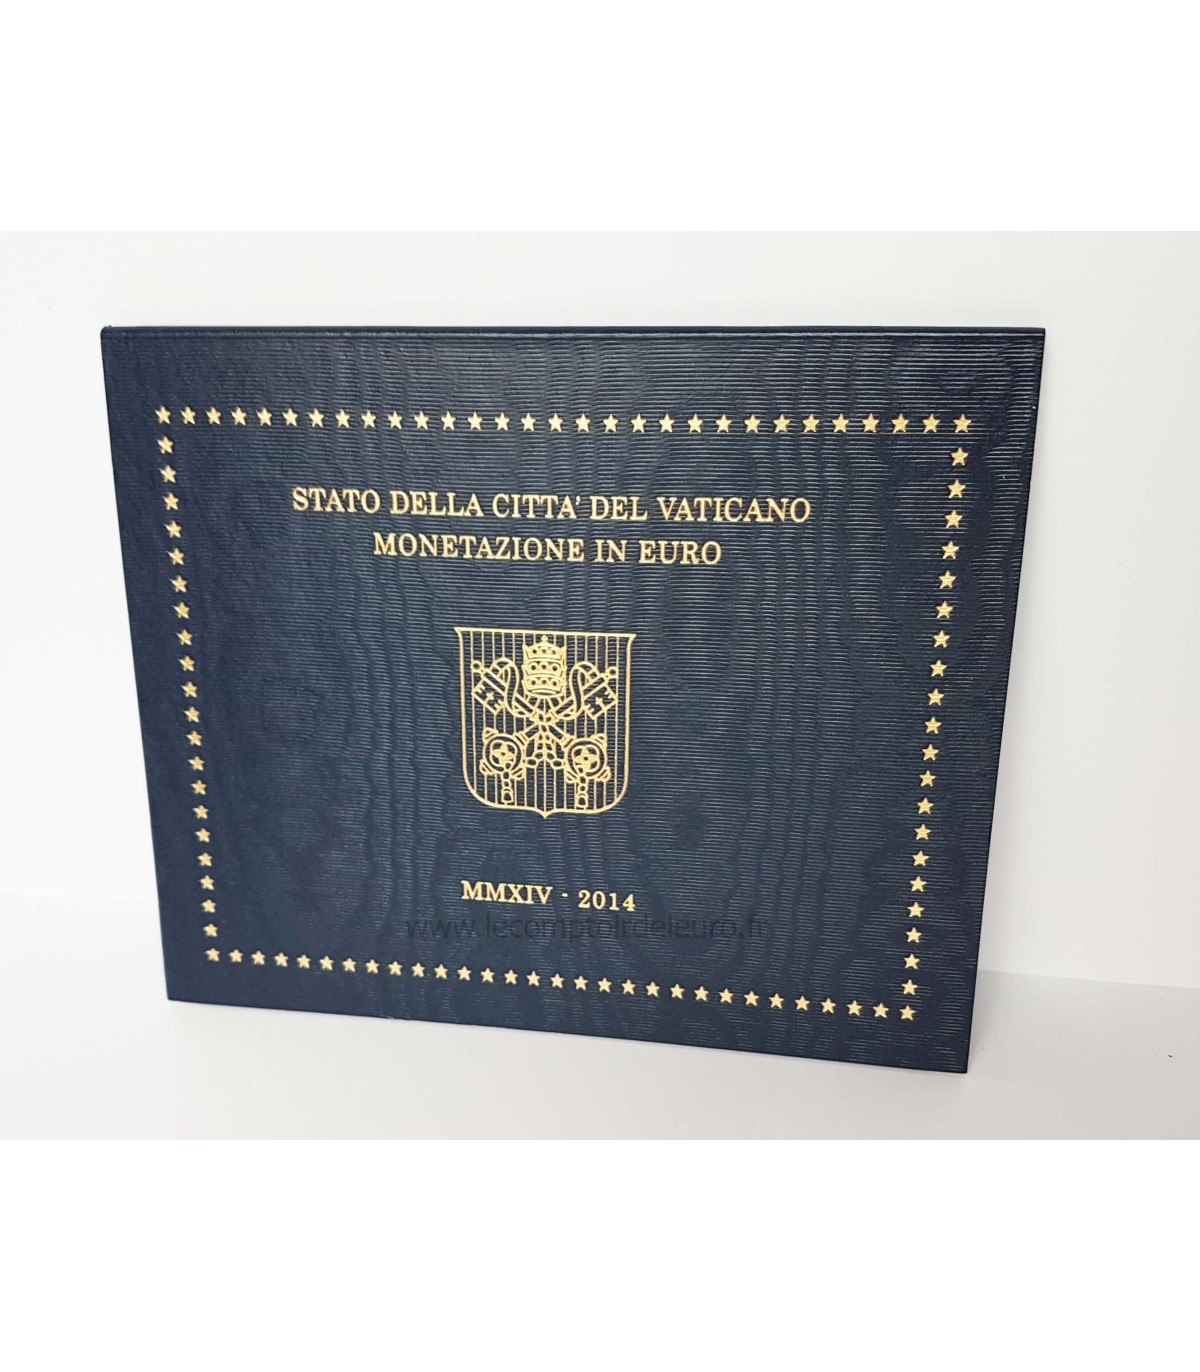 STATO DELLA CITTA' DEL VATICANO
MONETAZIONE IN EURO
MMXIV - 2014
www.lecomptoirdeleuro.fr